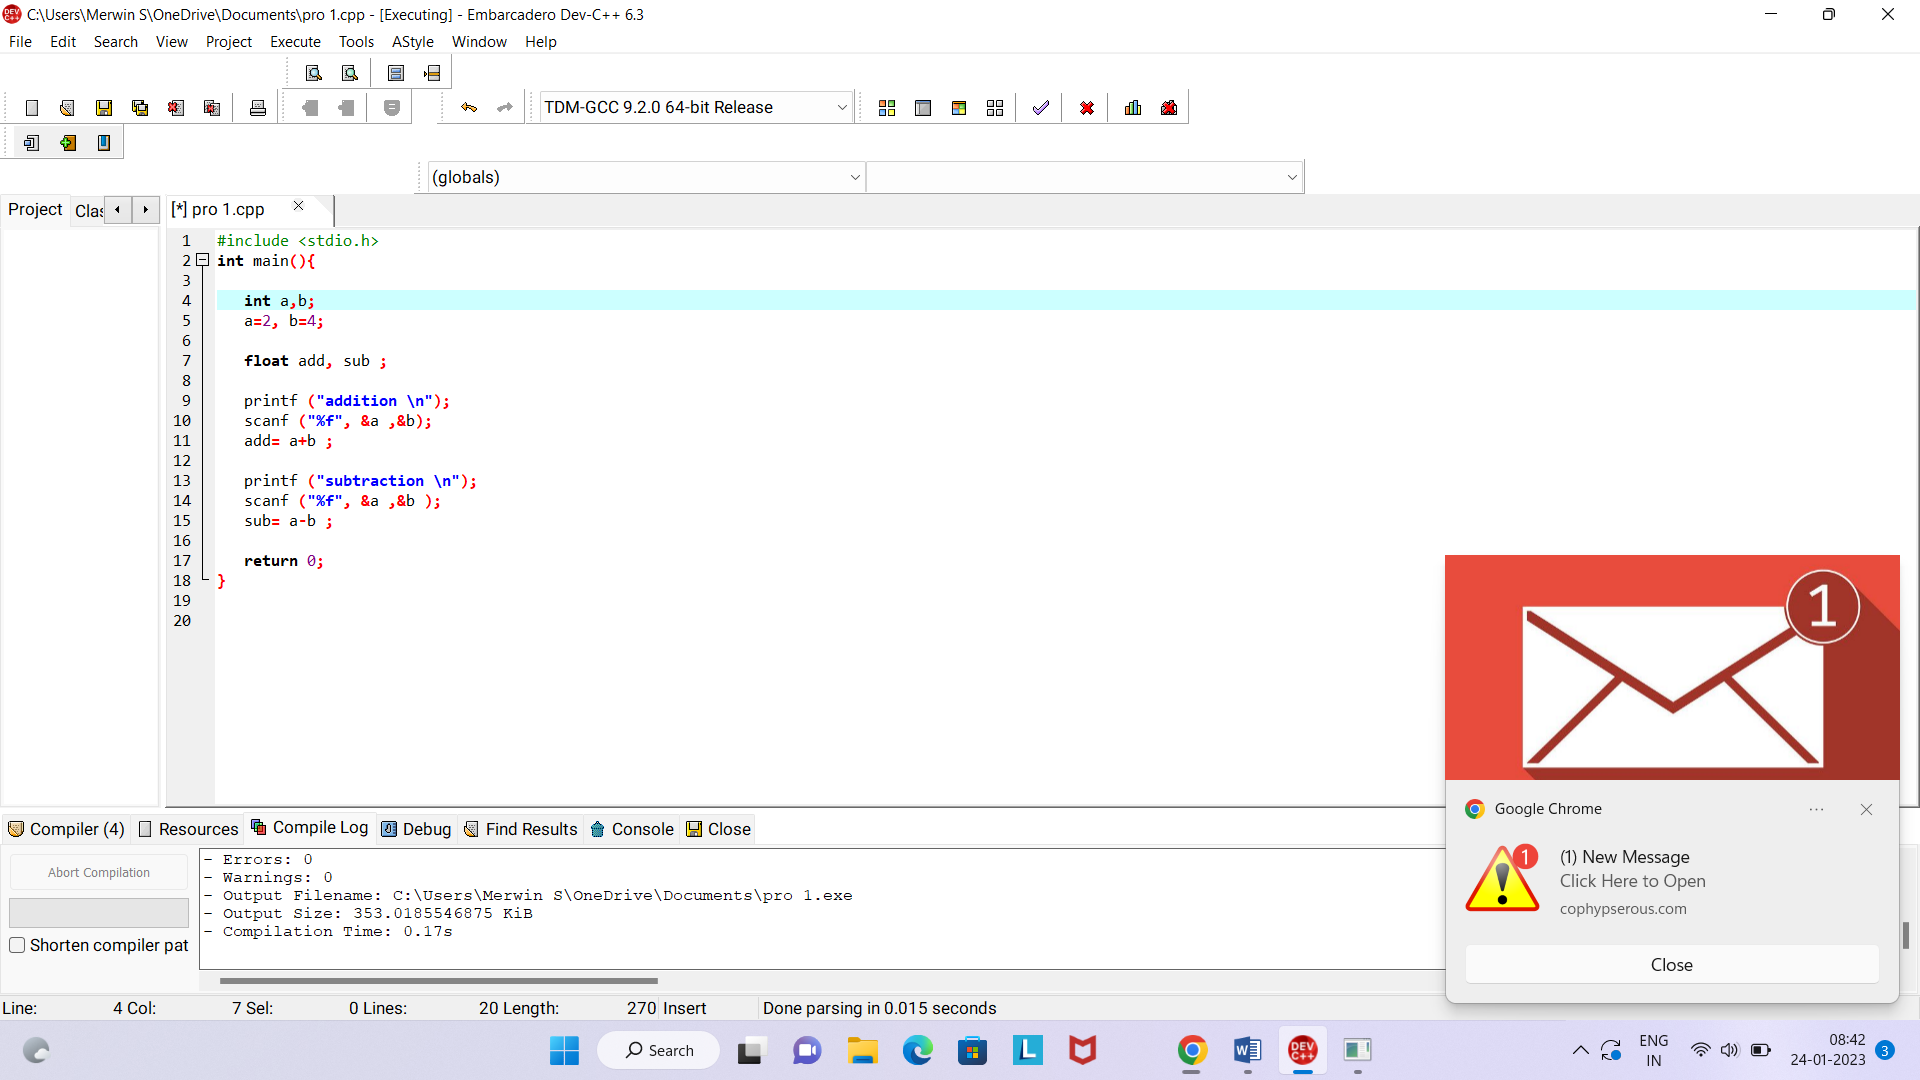 C:\Users\Merwin S\OneDrive\Documents\pro 1.cpp - [Executing] - Embarcadero Dev-C++ 6.3
File Edit Search View Project Execute Tools AStyle Window Help
TDM-GCC 9.2.0 64-bit Release
(globals)
Project Clas [*] pro 1.cpp
1 #include <stdio.h>
2 int main(){
3
4 int a,b;
5 a=2, b=4;
6
7 float add, sub ;
8
9 printf ("addition \n");
10 scanf ("%f", &a ,&b);
11 add= a+b ;
12
13 printf ("subtraction \n");
14 scanf ("%f", &a ,&b );
15 sub= a-b ;
16
17 return 0;
18 }
19
20
1
Google Chrome
1
(1) New Message
Click Here to Open
cophypserous.com
Close
Compiler (4) Resources Compile Log Debug Find Results Console Close
Abort Compilation
Shorten compiler pat
- Errors: 0
- Warnings: 0
- Output Filename: C:\Users\Merwin S\OneDrive\Documents\pro 1.exe
- Output Size: 353.0185546875 KiB
- Compilation Time: 0.17s
Line: 4 Col: 7 Sel: 0 Lines: 20 Length: 270 Insert Done parsing in 0.015 seconds
Search
L
W
DEV C++
ENG
IN
08:42
24-01-2023
3